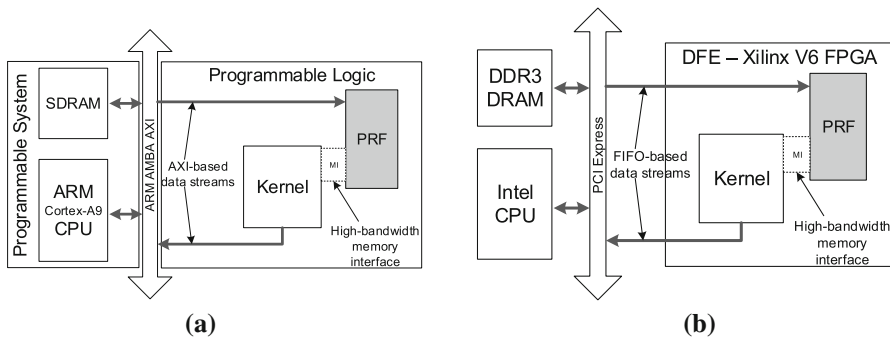 Programmable System
SDRAM
ARM
Cortex-A9
CPU
ARM AMBA AXI
Programmable Logic
PRF
AXI-based
data streams
MI
Kernel
High-bandwidth
memory
interface
(a)
DDR3
DRAM
Intel
CPU
PCI Express
DFE – Xilinx V6 FPGA
PRF
FIFO-based
data streams
MI
Kernel
High-bandwidth
memory
interface
(b)